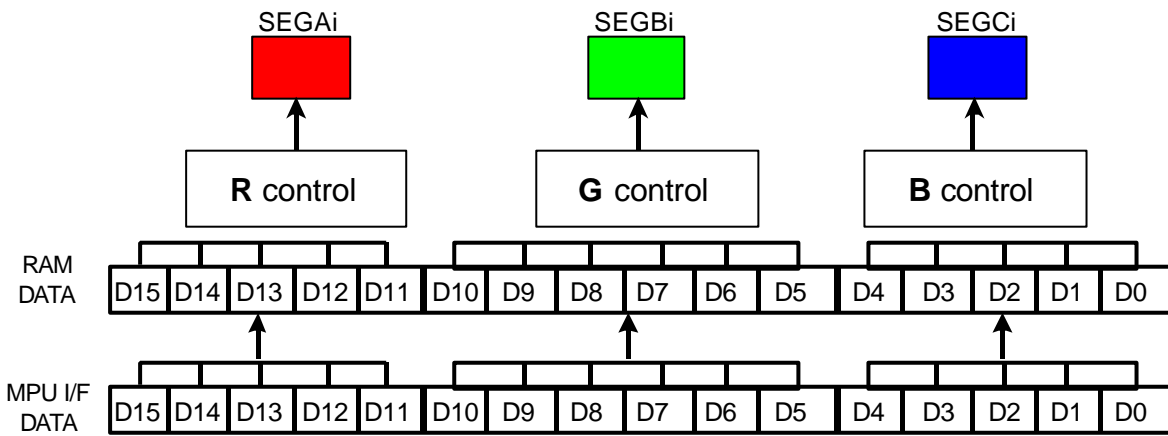 SEGAi SEGBi SEGCi
R control G control B control
RAM
DATA
D15 D14 D13 D12 D11 D10 D9 D8 D7 D6 D5 D4 D3 D2 D1 D0
MPU I/F
DATA
D15 D14 D13 D12 D11 D10 D9 D8 D7 D6 D5 D4 D3 D2 D1 D0